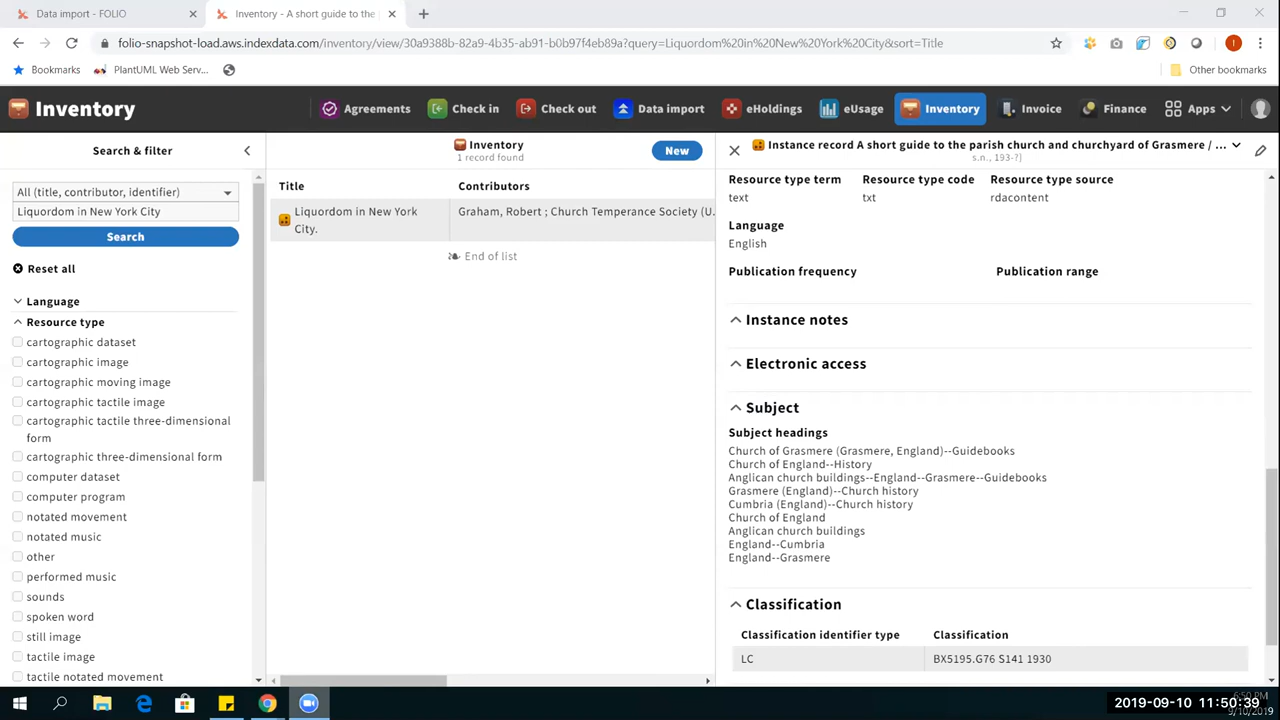 Data import - FOLIO
Inventory - A short guide to the p
folio-snapshot-load.aws.indexdata.com/inventory/view/30a9388b-82a9-4b35-ab91-b0b97f4eb89a?query=Liquordom%20in%20New%20York%20City&sort=Title
Bookmarks
PlantUML Web Serv...
Other bookmarks
Inventory
Agreements
Check in
Check out
Data import
eHoldings
eUsage
Inventory
Invoice
Finance
Apps
Search & filter
All (title, contributor, identifier)
Liquordom in New York City
Search
Reset all
Language
Resource type
cartographic dataset
cartographic image
cartographic moving image
cartographic tactile image
cartographic tactile three-dimensional
form
cartographic three-dimensional form
computer dataset
computer program
notated movement
notated music
other
performed music
sounds
spoken word
still image
tactile image
tactile notated movement
Inventory
1 record found
New
Title
Contributors
Liquordom in New York
City.
Graham, Robert ; Church Temperance Society (U.
End of list
Instance record A short guide to the parish church and churchyard of Grasmere / ...
s.n., 193-?]
Resource type term
Resource type code
Resource type source
text
txt
rdacontent
Language
English
Publication frequency
Publication range
Instance notes
Electronic access
Subject
Subject headings
Church of Grasmere (Grasmere, England)--Guidebooks
Church of England--History
Anglican church buildings--England--Grasmere--Guidebooks
Grasmere (England)--Church history
Cumbria (England)--Church history
Church of England
Anglican church buildings
England--Cumbria
England--Grasmere
Classification
Classification identifier type
Classification
LC
BX5195.G76 S141 1930
6:50 PM
2019-09-10 11:50:39
9/10/2019